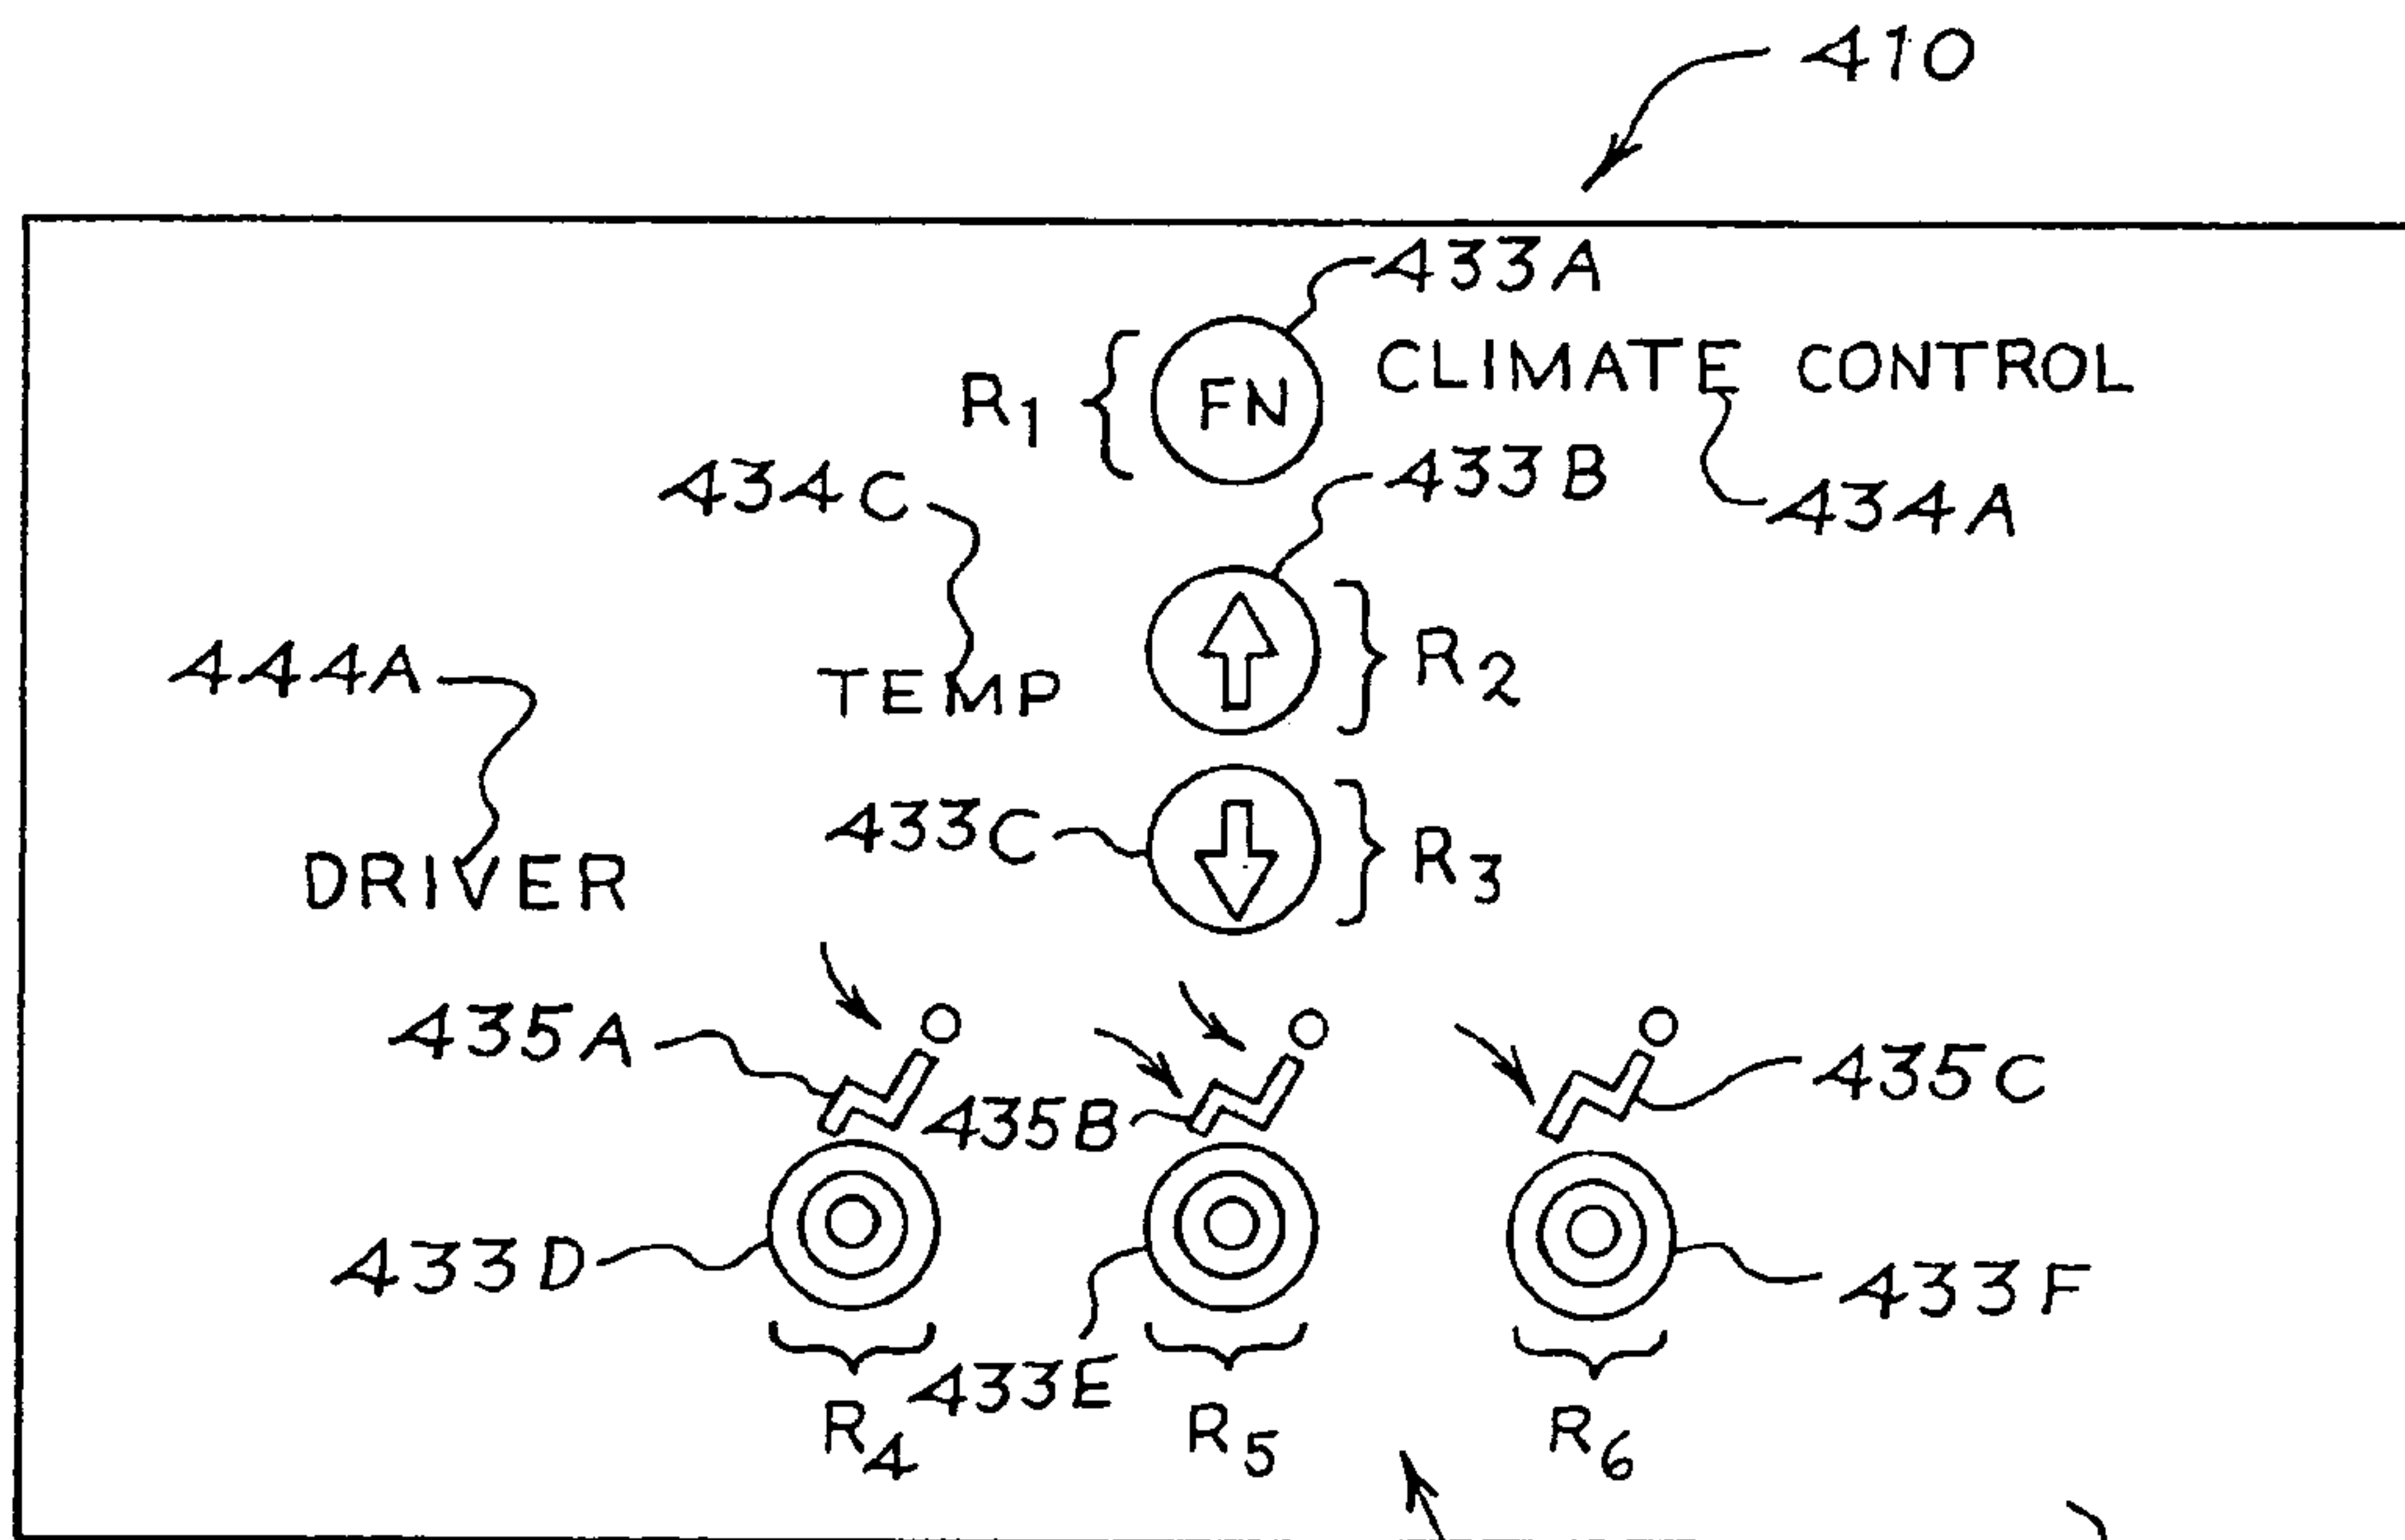 410
433A
R1
FN
CLIMATE CONTROL
434C
433B
434A
444A
TEMP
R2
433C
R3
DRIVER
435A
435B
435C
433D
433E
433F
R4
R5
R6